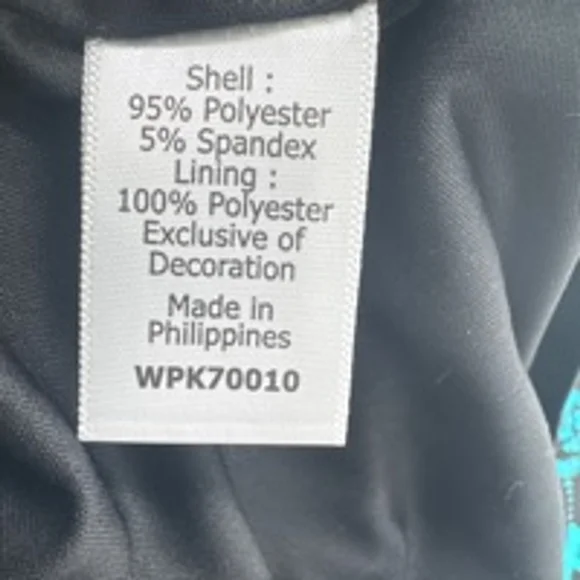 Shell :
95% Polyester
5% Spandex
Lining :
100% Polyester
Exclusive of
Decoration
Made in
Philippines
WPK70010